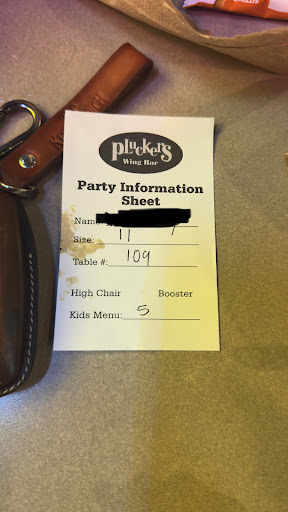 Pluckers
Wing Bar
Party Information
Sheet
Name:
Size: 11
Table #: 109
High Chair Booster
Kids Menu: 5